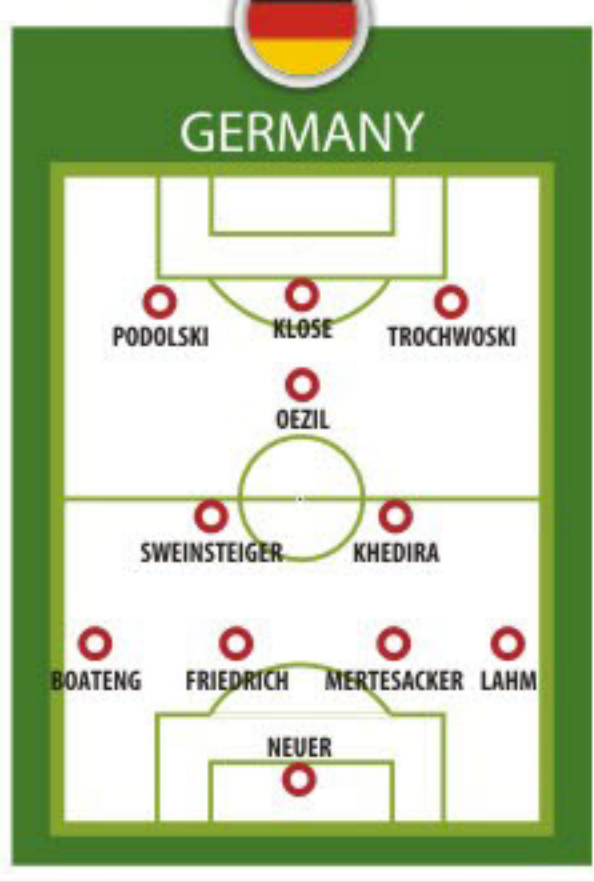 GERMANY
PODOLSKI KLOSE TROCHWOSKI
OEZIL
SWEINSTEIGER KHEDIRA
BOATENG FRIEDRICH MERTESACKER LAHM
NEUER